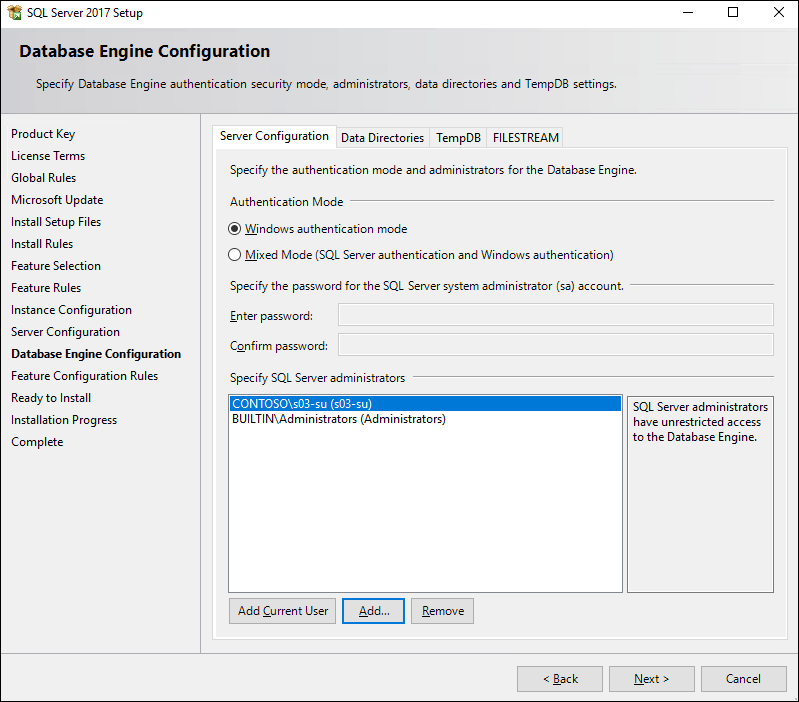 SQL Server 2017 Setup
Database Engine Configuration
Specify Database Engine authentication security mode, administrators, data directories and TempDB settings.
Product Key
License Terms
Global Rules
Microsoft Update
Install Setup Files
Install Rules
Feature Selection
Feature Rules
Instance Configuration
Server Configuration
Database Engine Configuration
Feature Configuration Rules
Ready to Install
Installation Progress
Complete
Server Configuration Data Directories TempDB FILESTREAM
Specify the authentication mode and administrators for the Database Engine.
Authentication Mode
Windows authentication mode
Mixed Mode (SQL Server authentication and Windows authentication)
Specify the password for the SQL Server system administrator (sa) account.
Enter password:
Confirm password:
Specify SQL Server administrators
CONTOSO\s03-su (s03-su)
BUILTIN\Administrators (Administrators)
SQL Server administrators
have unrestricted access
to the Database Engine.
Add Current User Add... Remove
< Back Next > Cancel